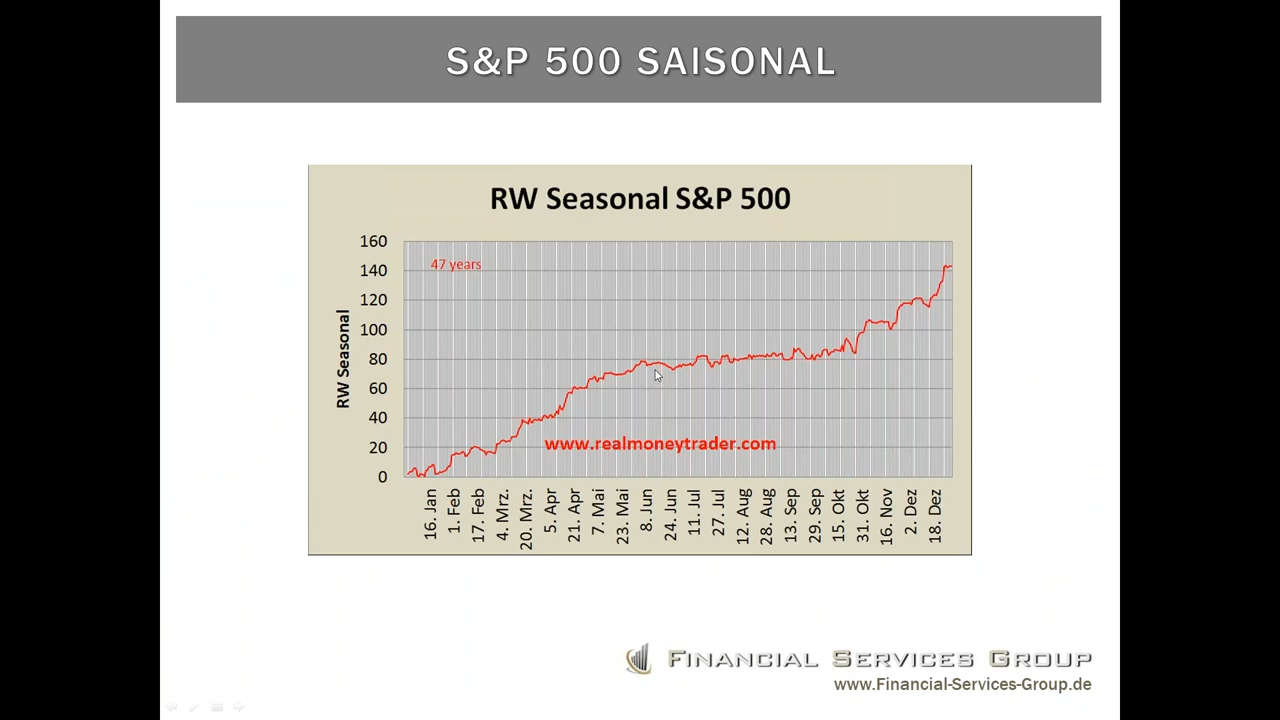 S&P 500 SAISONAL
RW Seasonal S&P 500
160
140
120
100
80
60
40
20
0
RW Seasonal
47 years
www.realmoneytrader.com
16. Jan
1. Feb
17. Feb
4. Mrz.
20. Mrz.
5. Apr
21. Apr
7. Mai
23. Mai
8. Jun
24. Jun
11. Jul
27. Jul
12. Aug
28. Aug
13. Sep
29. Sep
15. Okt
31. Okt
16. Nov
2. Dez
18. Dez
FINANCIAL SERVICES GROUP
www.Financial-Services-Group.de